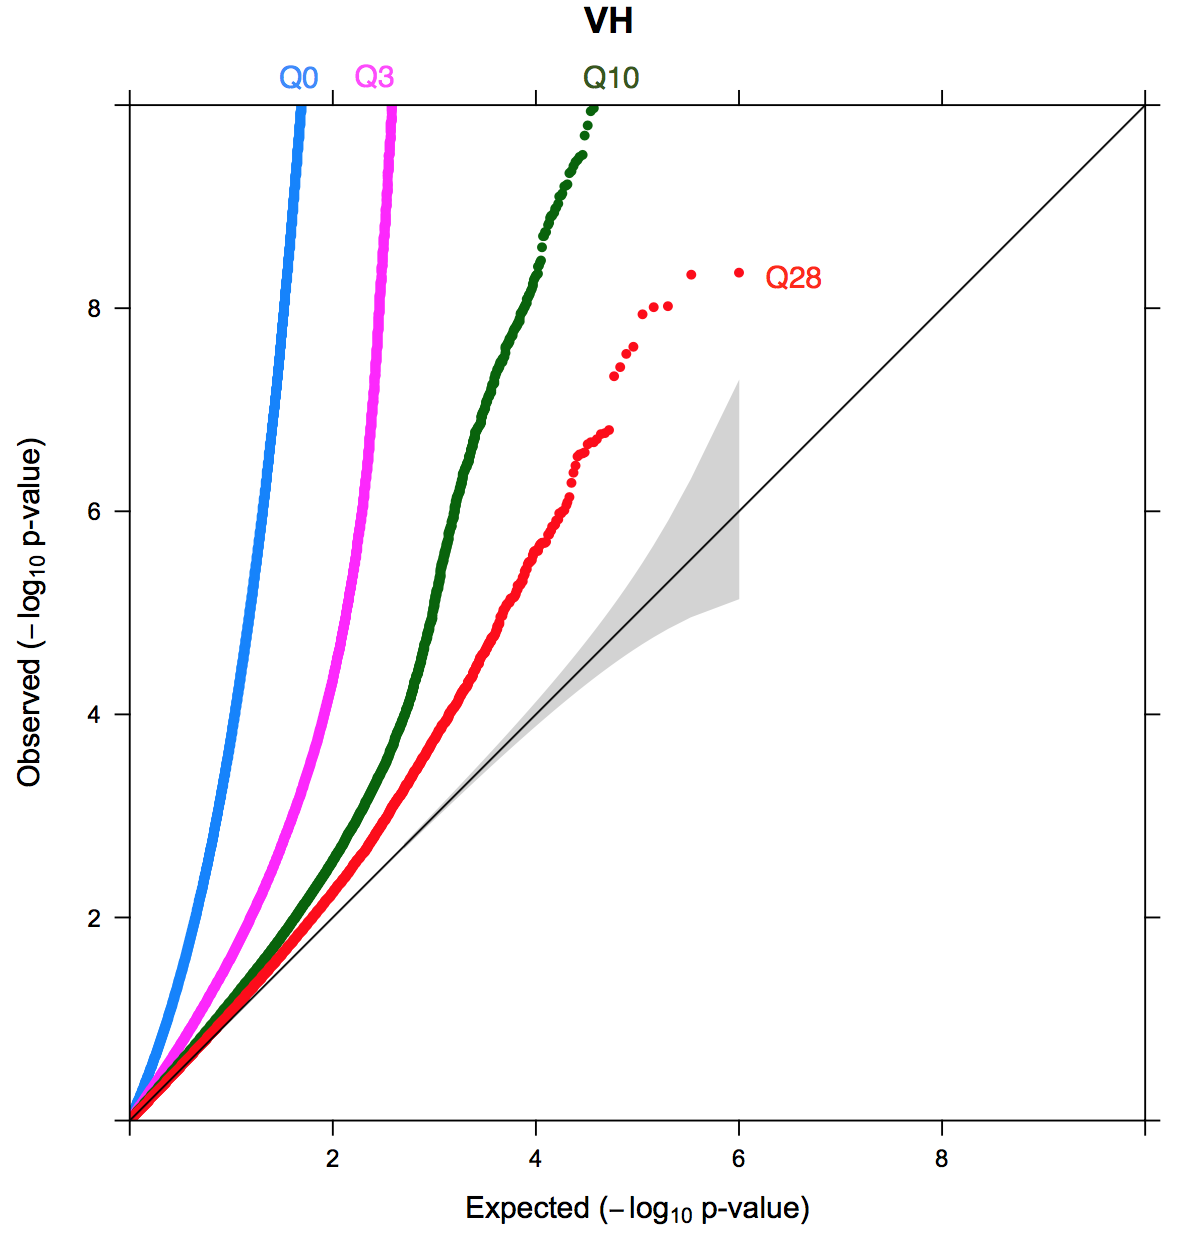 VH
Q0 Q3 Q10
Q28
8
6
4
2
Observed (−log10 p-value)
2 4 6 8
Expected (−log10 p-value)